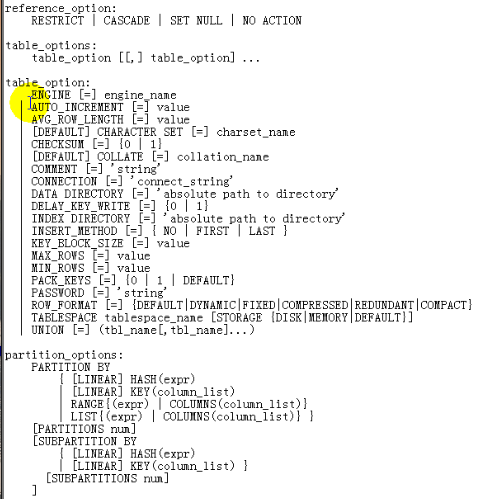 reference_option:
    RESTRICT | CASCADE | SET NULL | NO ACTION
table_options:
    table_option [[,] table_option] ...
table_option:
    ENGINE [=] engine_name
  | AUTO_INCREMENT [=] value
  | AVG_ROW_LENGTH [=] value
  | [DEFAULT] CHARACTER SET [=] charset_name
  | CHECKSUM [=] {0 | 1}
  | [DEFAULT] COLLATE [=] collation_name
  | COMMENT [=] 'string'
  | CONNECTION [=] 'connect_string'
  | DATA DIRECTORY [=] 'absolute path to directory'
  | DELAY_KEY_WRITE [=] {0 | 1}
  | INDEX DIRECTORY [=] 'absolute path to directory'
  | INSERT_METHOD [=] { NO | FIRST | LAST }
  | KEY_BLOCK_SIZE [=] value
  | MAX_ROWS [=] value
  | MIN_ROWS [=] value
  | PACK_KEYS [=] {0 | 1 | DEFAULT}
  | PASSWORD [=] 'string'
  | ROW_FORMAT [=] {DEFAULT|DYNAMIC|FIXED|COMPRESSED|REDUNDANT|COMPACT}
  | TABLESPACE tablespace_name [STORAGE {DISK|MEMORY|DEFAULT}]
  | UNION [=] (tbl_name[,tbl_name]...)
partition_options:
    PARTITION BY
        { [LINEAR] HASH(expr)
        | [LINEAR] KEY(column_list)
        | RANGE{(expr) | COLUMNS(column_list)}
        | LIST{(expr) | COLUMNS(column_list)} }
    [PARTITIONS num]
    [SUBPARTITION BY
        { [LINEAR] HASH(expr)
        | [LINEAR] KEY(column_list) }
      [SUBPARTITIONS num]
    ]